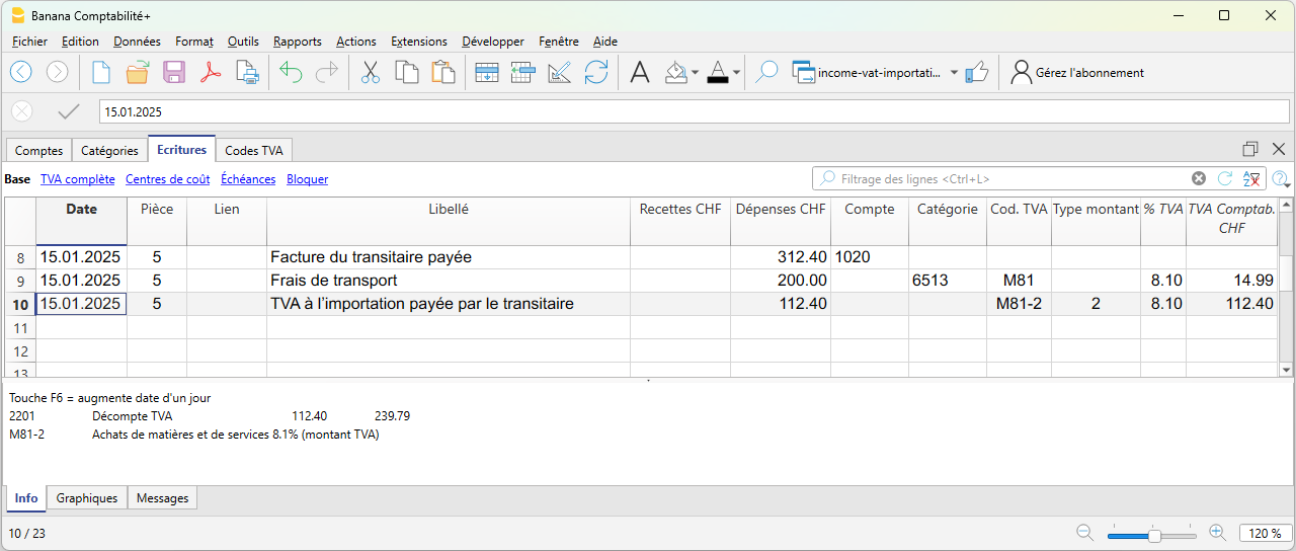 Banana Comptabilité+
Fichier Edition Données Format Outils Rapports Actions Extensions Développer Fenêtre Aide
A A income-vat-importati... Gérez l'abonnement
15.01.2025
Comptes Catégories Ecritures Codes TVA
Base TVA complète Centres de coût Échéances Bloquer Filtrage des lignes <Ctrl+L>
Date Pièce Lien Libellé Recettes CHF Dépenses CHF Compte Catégorie Cod. TVA Type montant % TVA TVA Comptab.
CHF
8 15.01.2025 5 Facture du transitaire payée 312.40 1020
9 15.01.2025 5 Frais de transport 200.00 6513 M81 8.10 14.99
10 15.01.2025 5 TVA à l'importation payée par le transitaire 112.40 M81-2 2 8.10 112.40
11
12
13
Touche F6 = augmente date d'un jour
2201 Décompte TVA 112.40 239.79
M81-2 Achats de matières et de services 8.1% (montant TVA)
Info Graphiques Messages
10 / 23 120 %